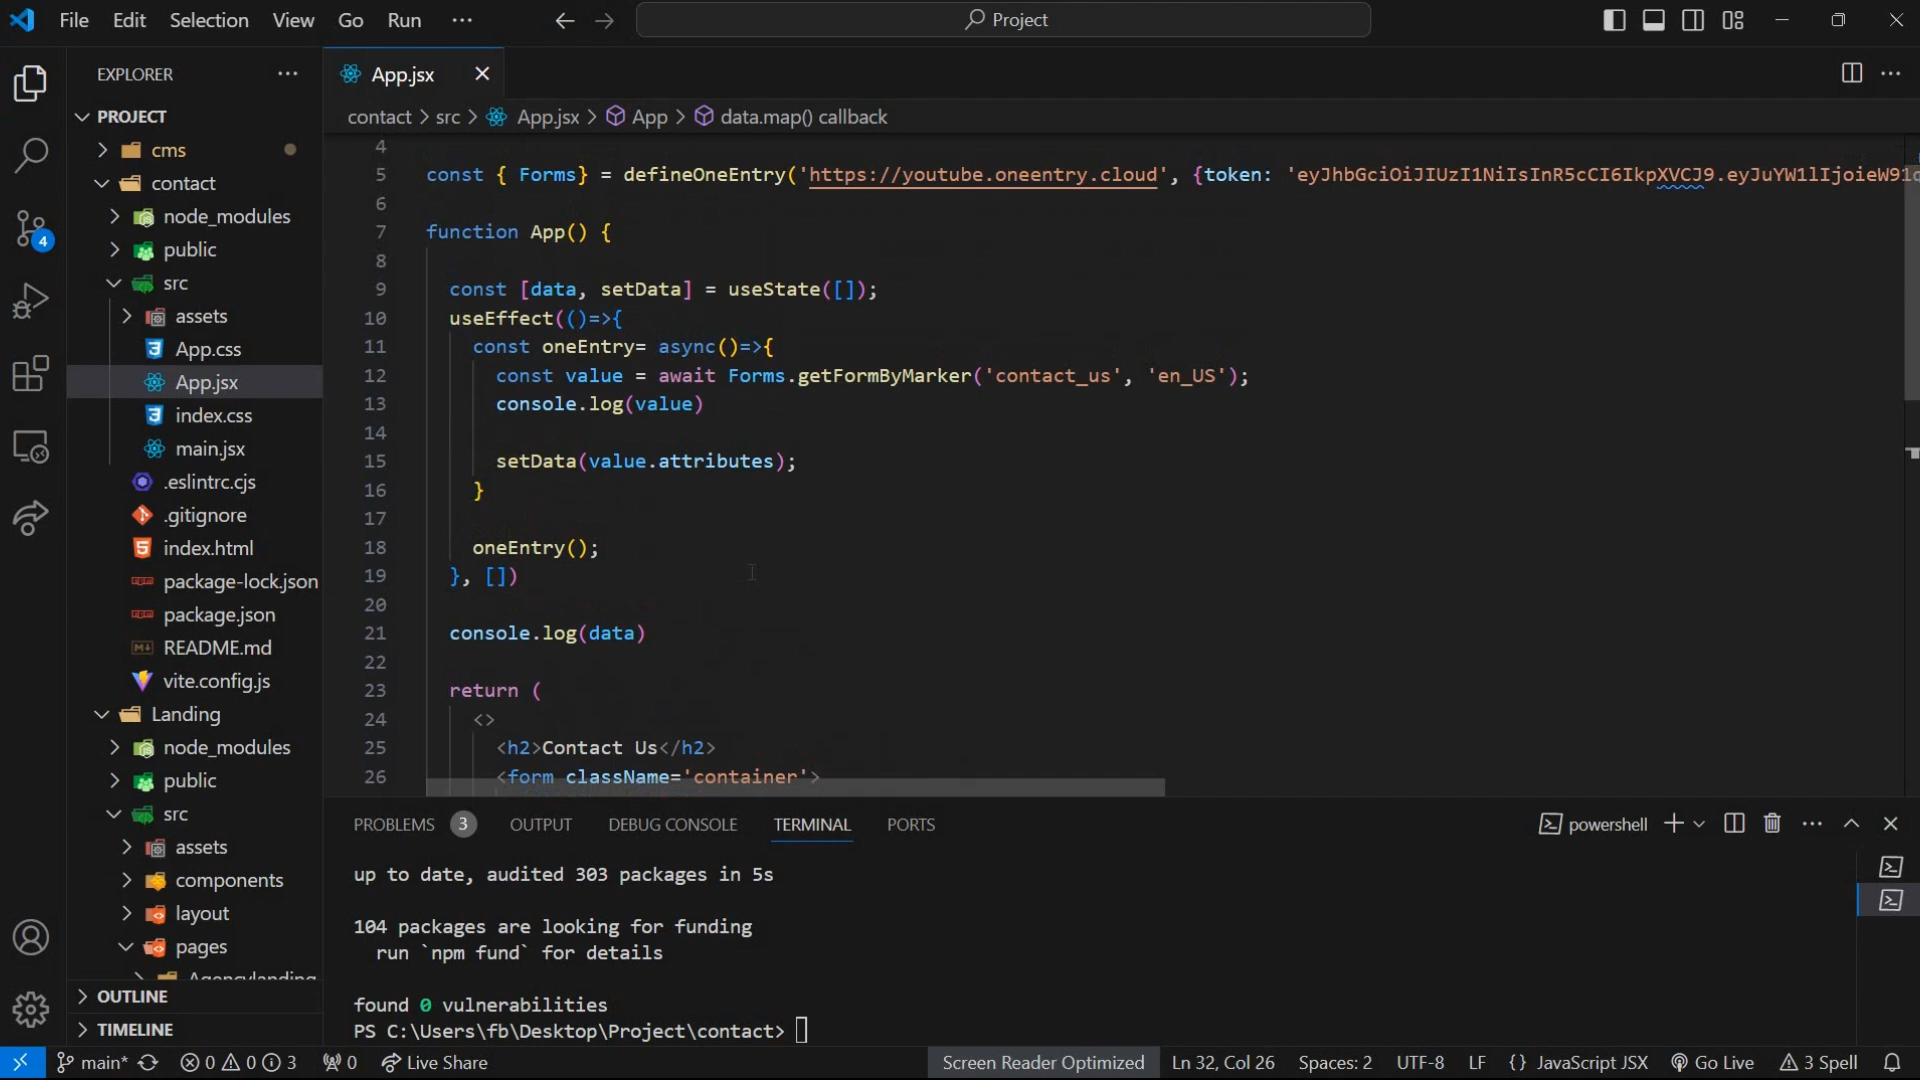 File Edit Selection View Go Run ··· Project
EXPLORER ···
PROJECT
cms
contact
node_modules
public
src
assets
App.css
App.jsx
index.css
main.jsx
.eslintrc.cjs
.gitignore
index.html
package-lock.json
package.json
README.md
vite.config.js
Landing
node_modules
public
src
assets
components
layout
pages
OUTLINE
TIMELINE
4
App.jsx
contact > src > App.jsx > App > data.map() callback
4
5 const { Forms} = defineOneEntry('https://youtube.oneentry.cloud', {token: 'eyJhbGciOiJIUzI1NiIsInR5cCI6IkpXVCJ9.eyJuYW1lIjoieW91
6
7 function App() {
8
9 const [data, setData] = useState([]);
10 useEffect(()=>{
11 const oneEntry= async()=>{
12 const value = await Forms.getFormByMarker('contact_us', 'en_US');
13 console.log(value)
14
15 setData(value.attributes);
16 }
17
18 oneEntry();
19 }, [])
20
21 console.log(data)
22
23 return (
24 <>
25 <h2>Contact Us</h2>
26 <form className='container'>
PROBLEMS 3 OUTPUT DEBUG CONSOLE TERMINAL PORTS powershell
up to date, audited 303 packages in 5s
104 packages are looking for funding
run `npm fund` for details
found 0 vulnerabilities
PS C:\Users\fb\Desktop\Project\contact>
main* 0 0 3 0 Live Share Screen Reader Optimized Ln 32, Col 26 Spaces: 2 UTF-8 LF {} JavaScript JSX Go Live 3 Spell